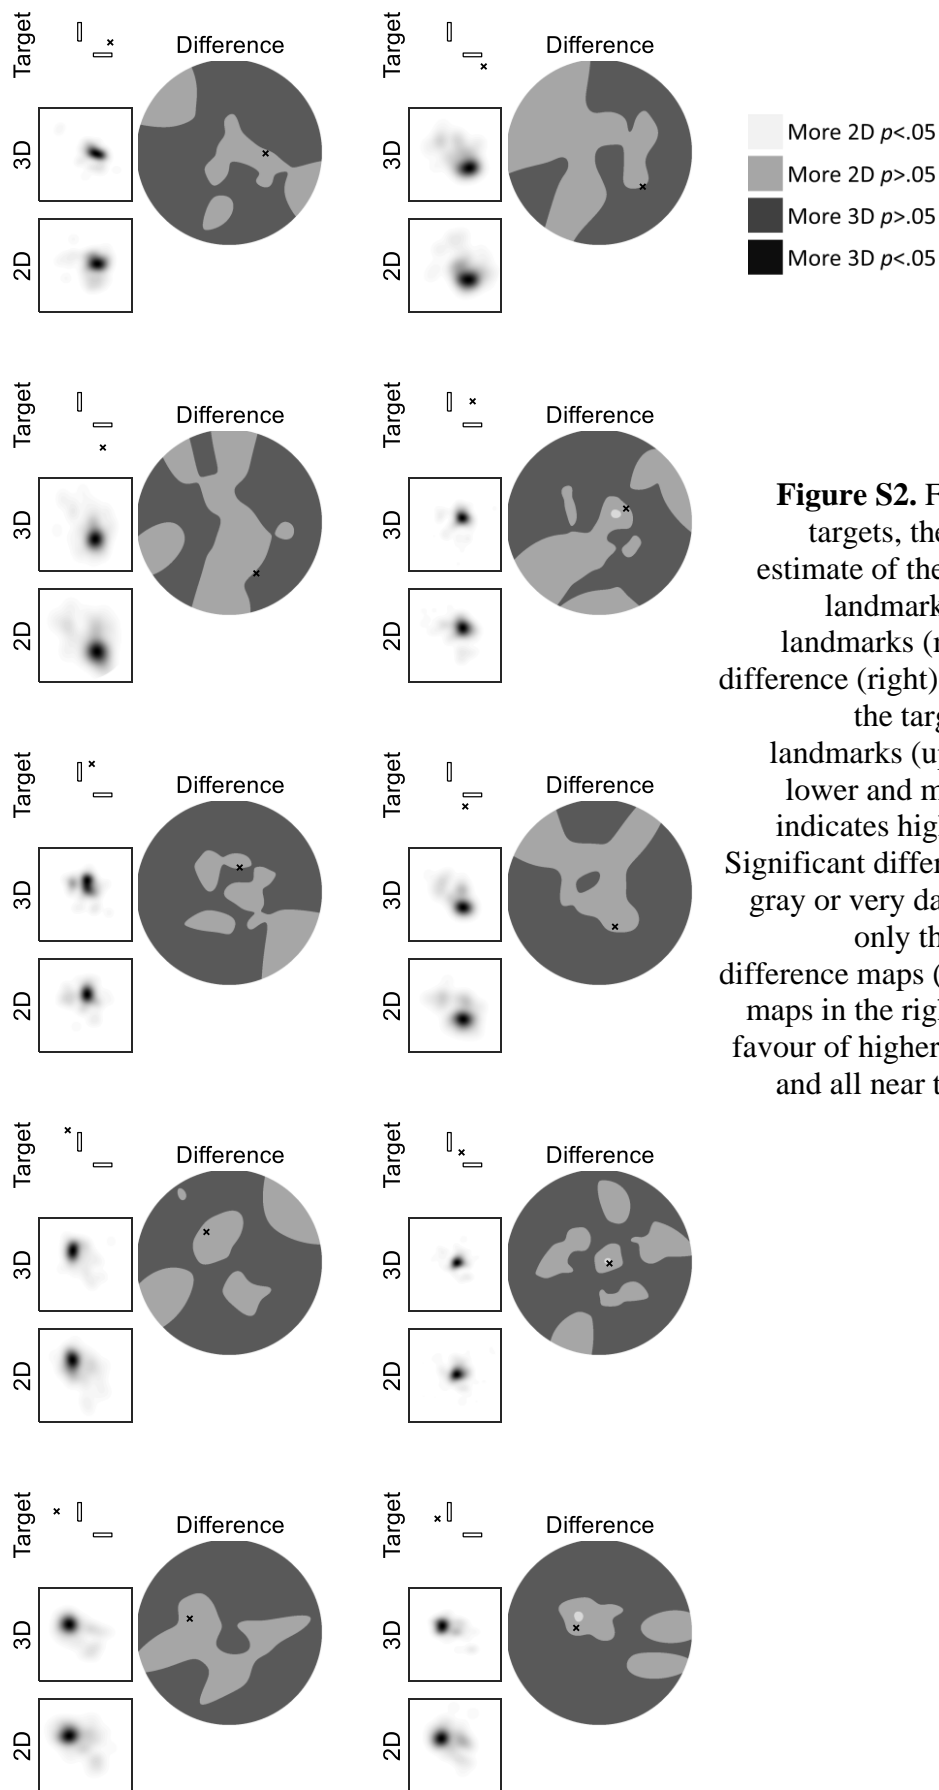 Target
Difference
3D
2D
Target
Difference
3D
2D
More 2D p<.05
More 2D p>.05
More 3D p>.05
More 3D p<.05
Target
Difference
3D
2D
Target
Difference
3D
2D
Figure S2. F
targets, the
estimate of the
landmark
landmarks (
difference (right)
the targ
landmarks (u
lower and m
indicates hig
Significant differ
gray or very da
only th
difference maps (
maps in the righ
favour of higher
and all near t
Target
Difference
3D
2D
Target
Difference
3D
2D
Target
Difference
3D
2D
Target
Difference
3D
2D
Target
Difference
3D
2D
Target
Difference
3D
2D